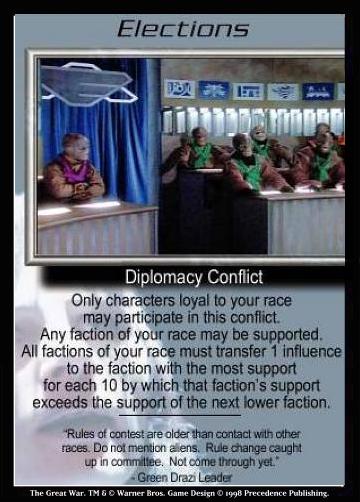 Elections
Diplomacy Conflict
Only characters loyal to your race
may participate in this conflict.
Any faction of your race may be supported.
All factions of your race must transfer 1 influence
to the faction with the most support
for each 10 by which that faction's support
exceeds the support of the next lower faction.
"Rules of contest are older than contact with other
races. Do not mention aliens. Rule change caught
up in committee. Not come through yet."
- Green Drazi Leader
The Great War. TM & © Warner Bros. Game Design © 1998 Precedence Publishing.